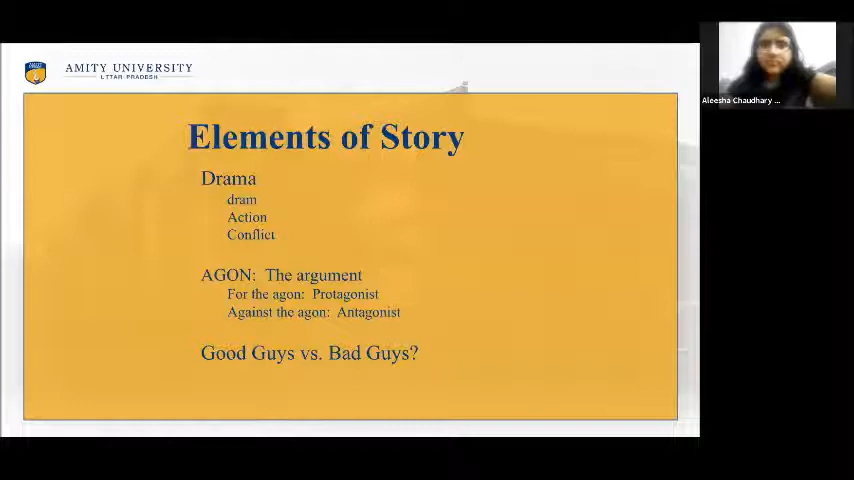 AMITY UNIVERSITY
UTTAR PRADESH
Aleesha Chaudhary ...
Elements of Story
Drama
dram
Action
Conflict
AGON: The argument
For the agon: Protagonist
Against the agon: Antagonist
Good Guys vs. Bad Guys?